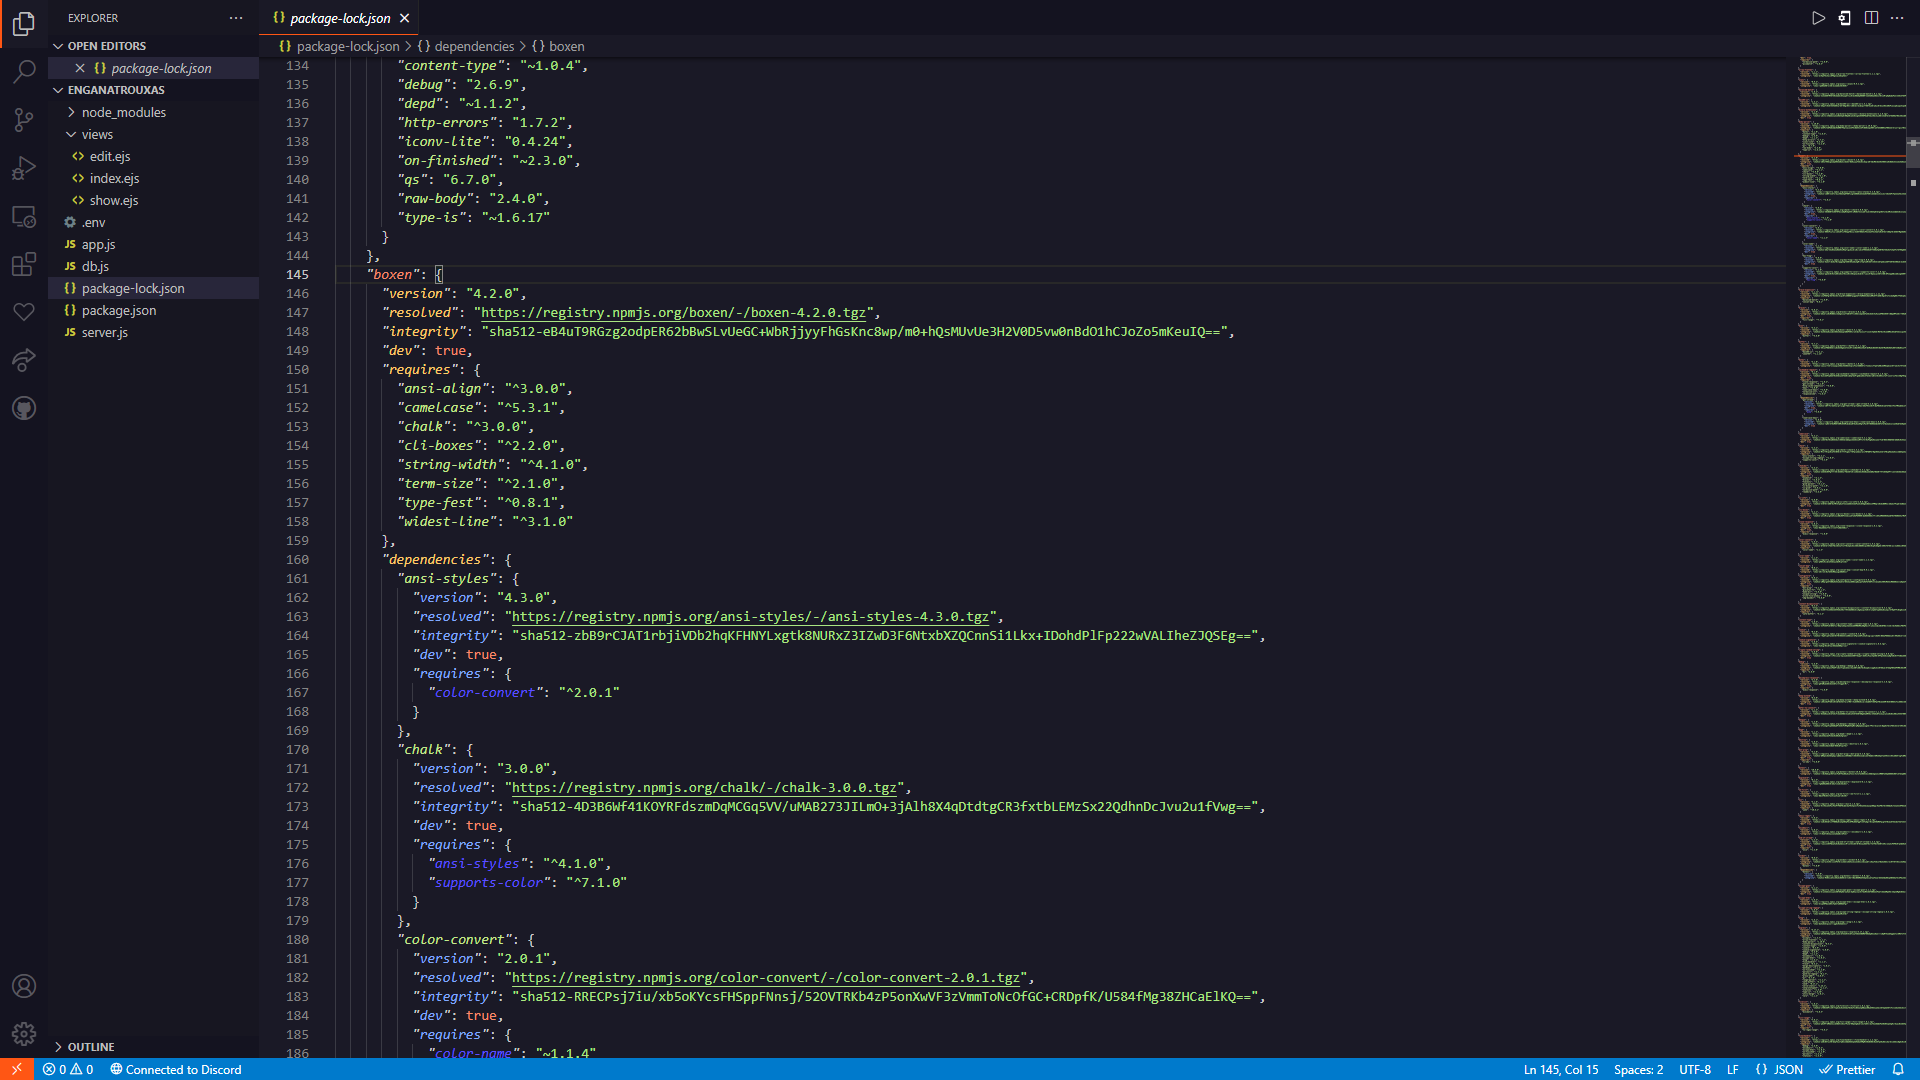 EXPLORER
OPEN EDITORS
package-lock.json
ENGANATROUXAS
node_modules
views
edit.ejs
index.ejs
show.ejs
.env
JS app.js
JS db.js
{} package-lock.json
{} package.json
JS server.js
OUTLINE
{} package-lock.json
{} package-lock.json > {} dependencies > {} boxen
134 "content-type": "~1.0.4",
135 "debug": "2.6.9",
136 "depd": "~1.1.2",
137 "http-errors": "1.7.2",
138 "iconv-lite": "0.4.24",
139 "on-finished": "~2.3.0",
140 "qs": "6.7.0",
141 "raw-body": "2.4.0",
142 "type-is": "~1.6.17"
143 }
144 },
145 "boxen": {
146 "version": "4.2.0",
147 "resolved": "https://registry.npmjs.org/boxen/-/boxen-4.2.0.tgz",
148 "integrity": "sha512-eB4uT9RGzg2odpER62bBwSLvUeGC+WbRjjyyFhGsKnc8wp/m0+hQsMUvUe3H2V0D5vw0nBdO1hCJoZo5mKeuIQ==",
149 "dev": true,
150 "requires": {
151 "ansi-align": "^3.0.0",
152 "camelcase": "^5.3.1",
153 "chalk": "^3.0.0",
154 "cli-boxes": "^2.2.0",
155 "string-width": "^4.1.0",
156 "term-size": "^2.1.0",
157 "type-fest": "^0.8.1",
158 "widest-line": "^3.1.0"
159 },
160 "dependencies": {
161 "ansi-styles": {
162 "version": "4.3.0",
163 "resolved": "https://registry.npmjs.org/ansi-styles/-/ansi-styles-4.3.0.tgz",
164 "integrity": "sha512-zbB9rCJAT1rbjiVDb2hqKFHNYLxgtk8NURxZ3IZwD3F6NtxbXZQCnnSi1Lkx+IDohdPlFp222wVALIheZJQSEg==",
165 "dev": true,
166 "requires": {
167 "color-convert": "^2.0.1"
168 }
169 },
170 "chalk": {
171 "version": "3.0.0",
172 "resolved": "https://registry.npmjs.org/chalk/-/chalk-3.0.0.tgz",
173 "integrity": "sha512-4D3B6Wf41KOYRFdszmDqMCGq5VV/uMAB273JILmO+3jAlh8X4qDtdtgCR3fxtbLEMzSx22QdhnDcJvu2u1fVwg==",
174 "dev": true,
175 "requires": {
176 "ansi-styles": "^4.1.0",
177 "supports-color": "^7.1.0"
178 }
179 },
180 "color-convert": {
181 "version": "2.0.1",
182 "resolved": "https://registry.npmjs.org/color-convert/-/color-convert-2.0.1.tgz",
183 "integrity": "sha512-RRECPsj7iu/xb5oKYcsFHSppFNnsj/52OVTRKb4zP5onXwVF3zVmmToNcOfGC+CRDpfK/U584fMg38ZHCaElKQ==",
184 "dev": true,
185 "requires": {
186 "color-name": "~1.1.4"
0 0 Connected to Discord
Ln 145, Col 15 Spaces: 2 UTF-8 LF {} JSON Prettier